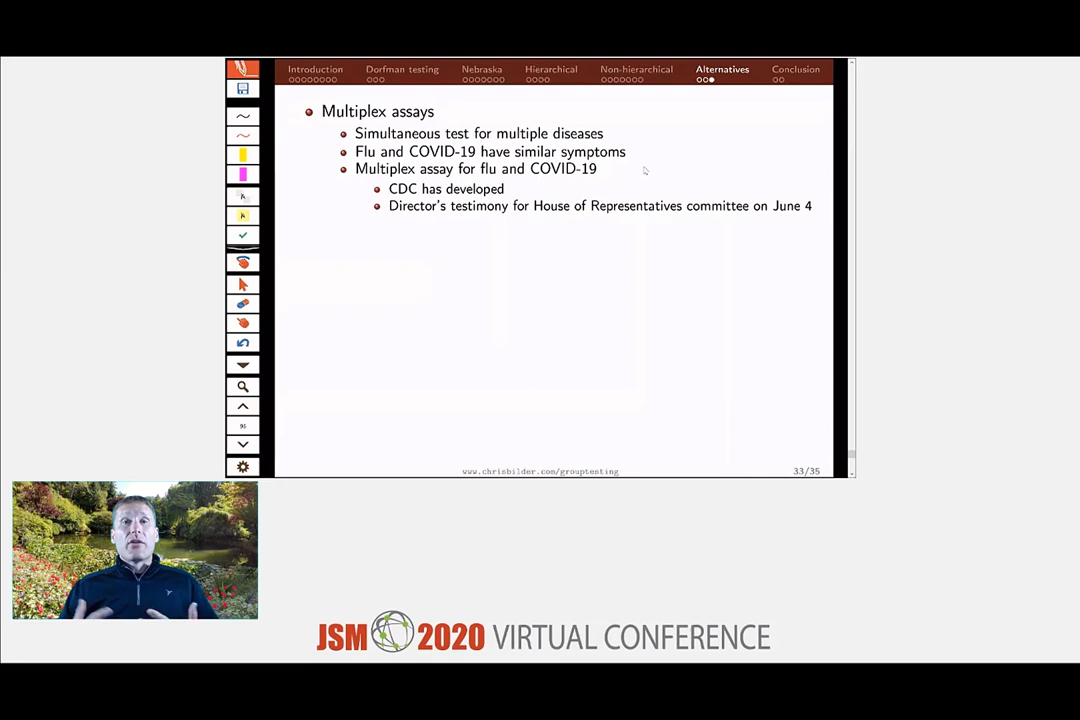 Introduction Dorfman testing Nebraska Hierarchical Non-hierarchical Alternatives Conclusion
Multiplex assays
Simultaneous test for multiple diseases
Flu and COVID-19 have similar symptoms
Multiplex assay for flu and COVID-19
CDC has developed
Director's testimony for House of Representatives committee on June 4
95
www.chrisbilder.com/grouptesting 33/35
JSM 2020 VIRTUAL CONFERENCE